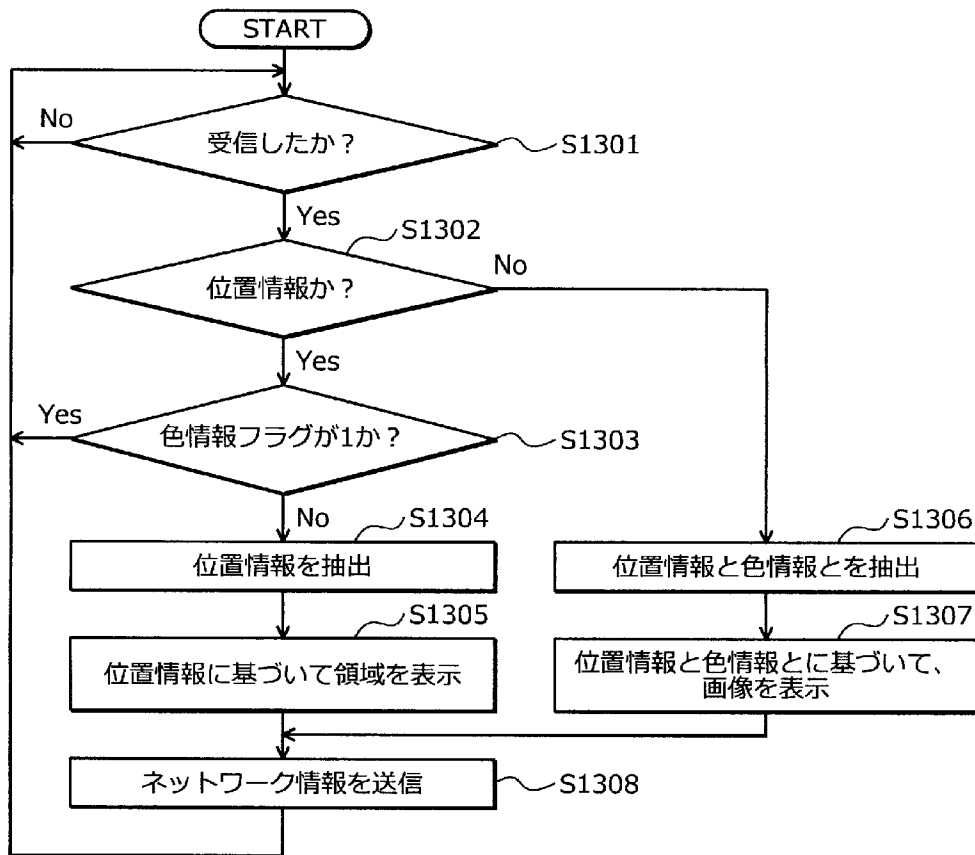 START
No
受信したか？
S1301
Yes
S1302
位置情報か？
No
Yes
Yes
色情報フラグが1か？
S1303
No
S1304
位置情報を抽出
S1306
位置情報と色情報とを抽出
S1305
位置情報に基づいて領域を表示
S1307
位置情報と色情報とに基づいて、
画像を表示
ネットワーク情報を送信
S1308